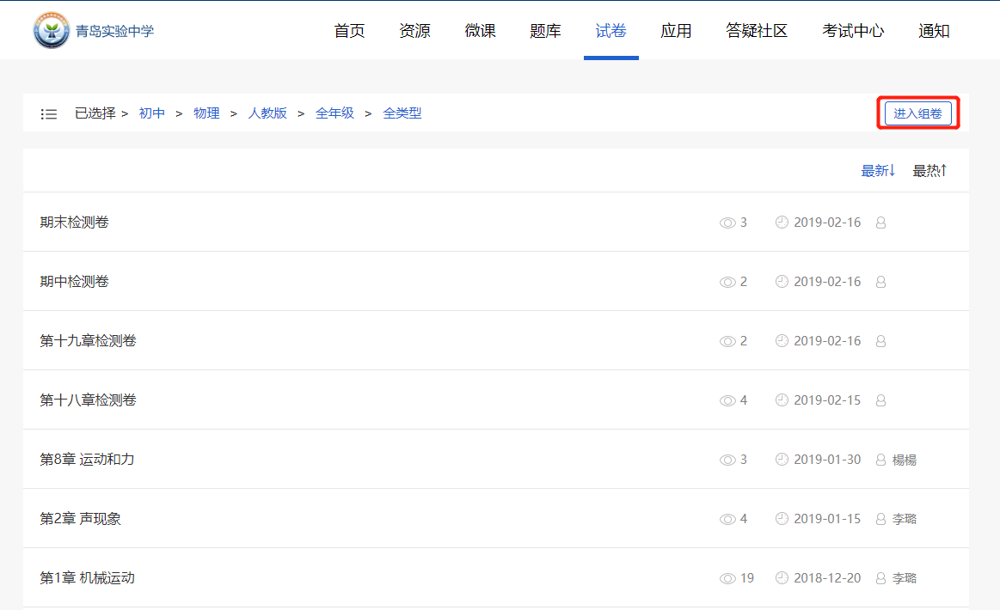 青岛实验中学 首页 资源 微课 题库 试卷 应用 答疑社区 考试中心 通知
已选择 > 初中 > 物理 > 人教版 > 全年级 > 全类型 进入组卷
最新↓ 最热↑
期末检测卷 3 2019-02-16
期中检测卷 2 2019-02-16
第十九章检测卷 2 2019-02-16
第十八章检测卷 4 2019-02-15
第8章 运动和力 3 2019-01-30 楊楊
第2章 声现象 4 2019-01-15 李璐
第1章 机械运动 19 2018-12-20 李璐